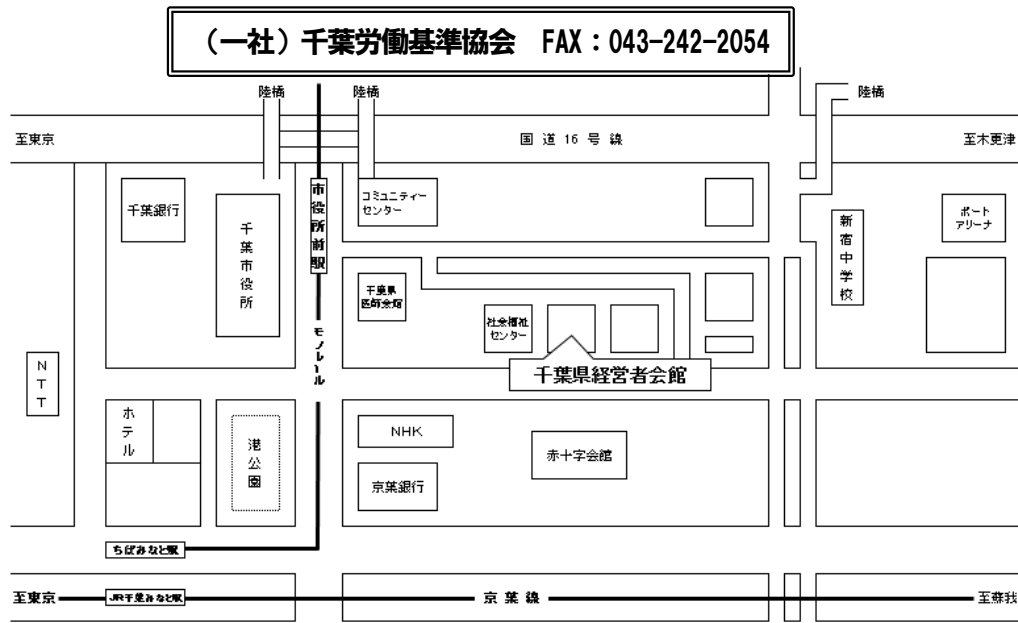 （一社）千葉労働基準協会　FAX：043-242-2054
陸橋
陸橋
陸橋
至東京
国道16号線
至木更津
千葉銀行
千葉市役所
市役所前駅
コミュニティー
センター
新宿中学校
ポート
アリーナ
千葉県
医師会館
社会福祉
センター
モノレール
千葉県経営者会館
NTT
ホテル
港公園
NHK
京葉銀行
赤十字会館
ちばみなと駅
至東京
JR千葉みなと駅
京葉線
至蘇我